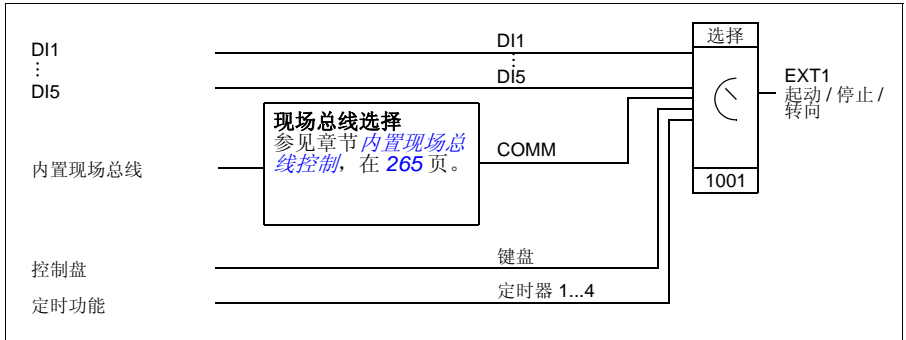 DI1
⋮
DI5
内置现场总线
控制盘
定时功能
现场总线选择
参见章节内置现场总
线控制，在 265 页。
DI1
⋮
DI5
COMM
键盘
定时器 1...4
选择
1001
EXT1
起动 / 停止 /
转向